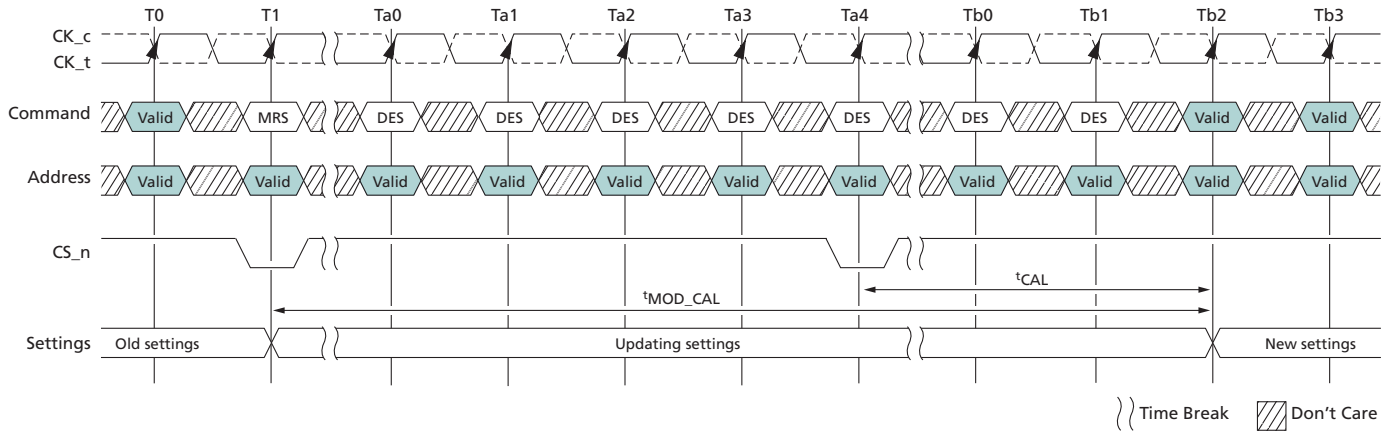 T0 T1 Ta0 Ta1 Ta2 Ta3 Ta4 Tb0 Tb1 Tb2 Tb3
CK_c
CK_t
Command Valid MRS DES DES DES DES DES DES DES Valid Valid
Address Valid Valid Valid Valid Valid Valid Valid Valid Valid Valid Valid
CS_n
tCAL
tMOD_CAL
Settings Old settings Updating settings New settings
Time Break Don't Care